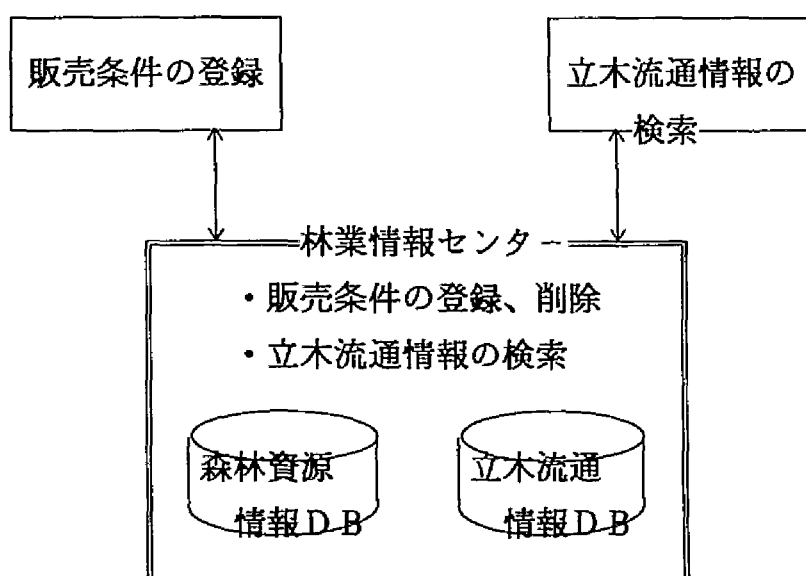 販売条件の登録
立木流通情報の
検索
林業情報センター
・販売条件の登録、削除
・立木流通情報の検索
森林資源
情報DB
立木流通
情報DB